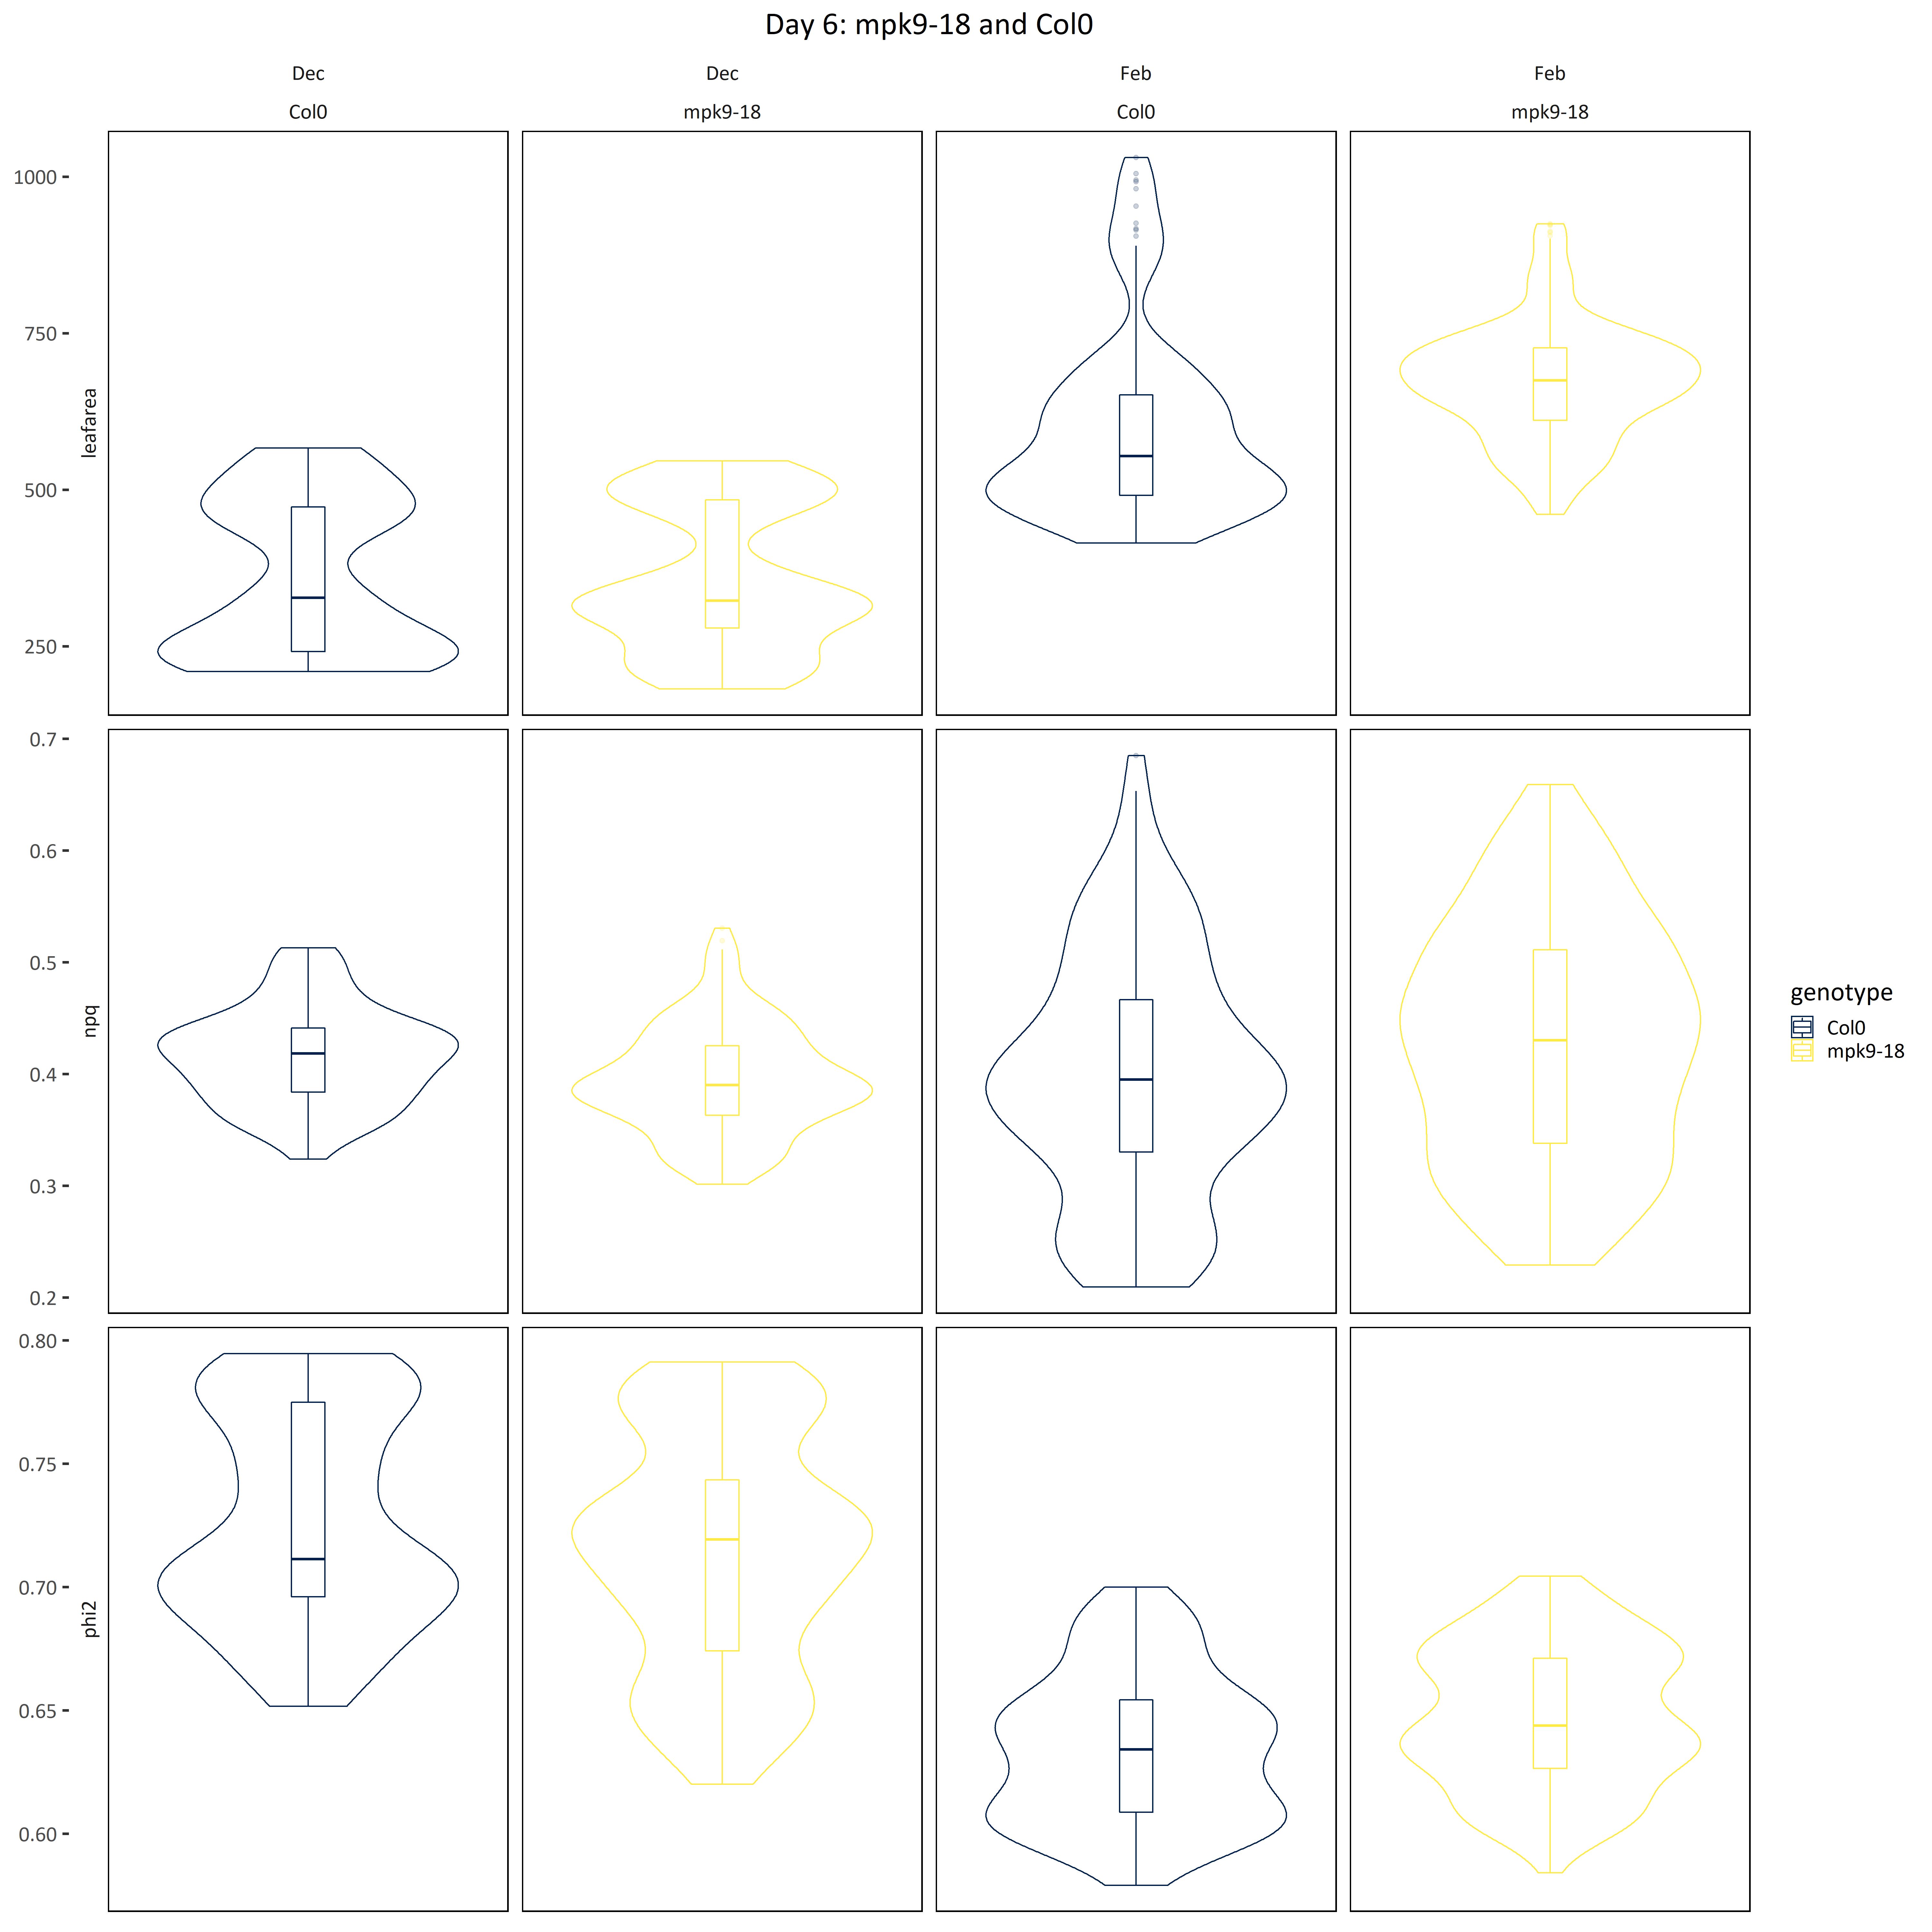 Day 6: mpk9-18 and Col0
Dec Dec Feb Feb
Col0 mpk9-18 Col0 mpk9-18
leafarea
1000
750
500
250
npq
0.7
0.6
0.5
0.4
0.3
0.2
phi2
0.80
0.75
0.70
0.65
0.60
genotype
Col0
mpk9-18